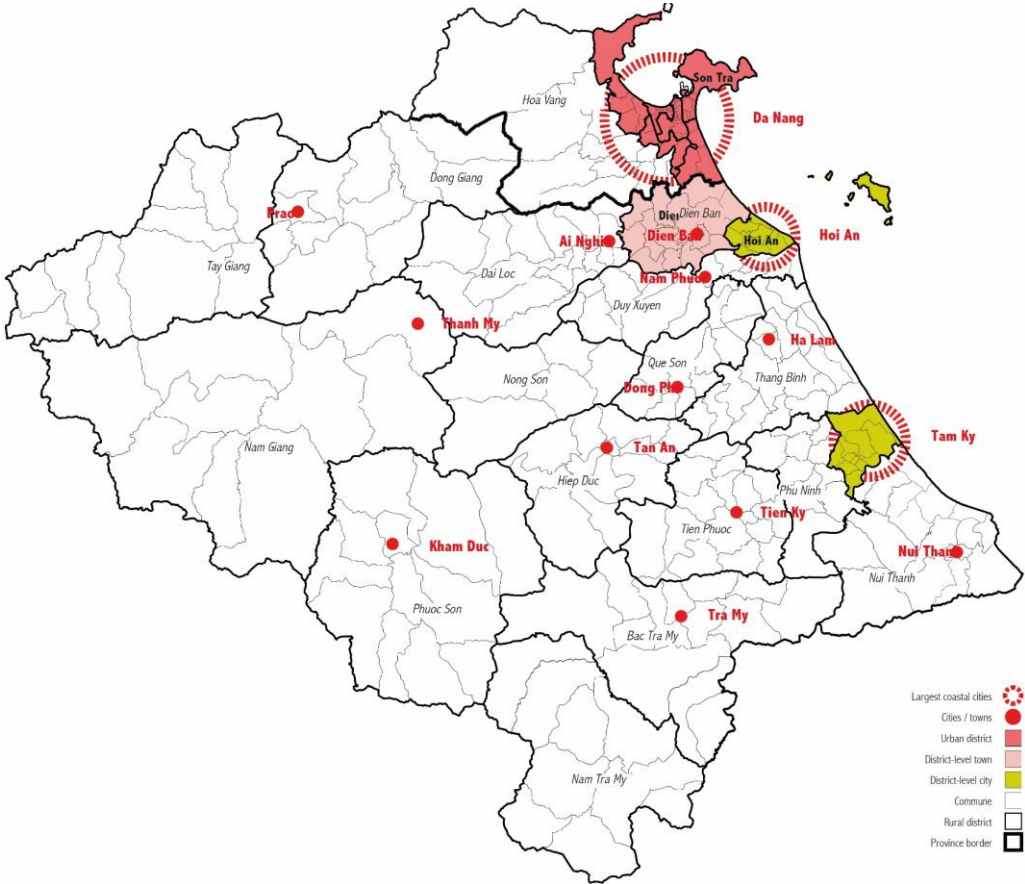 Son Tra
Hoa Vang
Da Nang
Dong Giang
Prao
Dien Ban
Dien Ban
Ai Nghi
Hoi An
Hoi An
Tay Giang
Dai Loc
Nam Phuoc
Duy Xuyen
Thanh My
Ha Lam
Que Son
Nong Son
Dong Ph
Thang Binh
Nam Giang
Tan An
Tam Ky
Hiep Duc
Phu Ninh
Tien Ky
Tien Phuoc
Kham Duc
Nui Than
Nui Thanh
Phuoc Son
Tra My
Bac Tra My
Nam Tra My
Largest coastal cities
Cities / towns
Urban district
District-level town
District-level city
Commune
Rural district
Province border